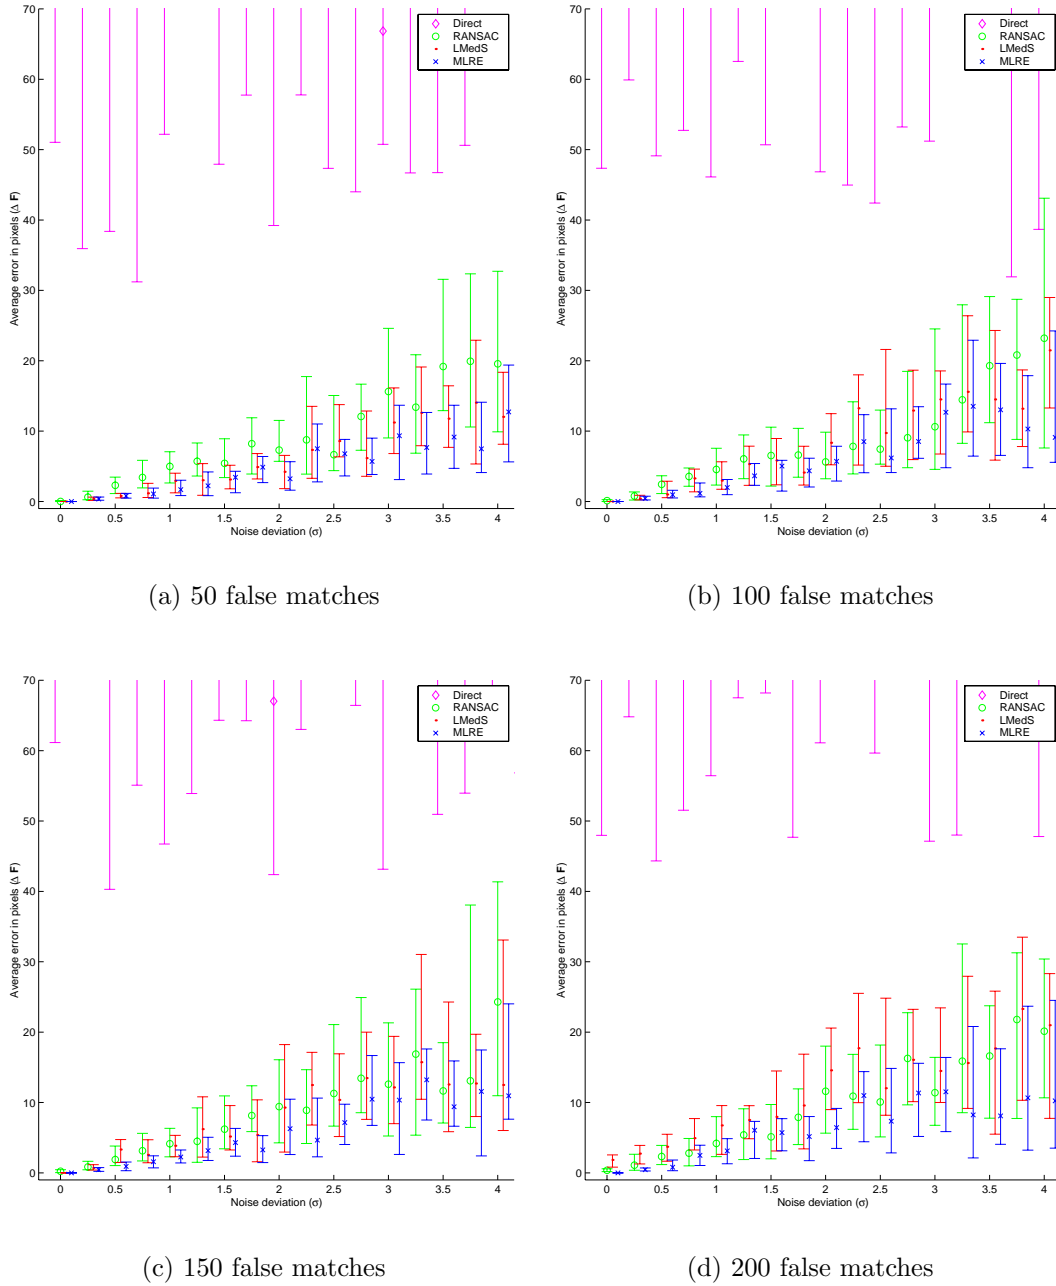 70
60
50
40
30
20
10
0
Average error in pixels (Δ F)
0 0.5 1 1.5 2 2.5 3 3.5 4
Noise deviation (σ)
Direct
RANSAC
LMedS
MLRE
(a) 50 false matches
70
60
50
40
30
20
10
0
Average error in pixels (Δ F)
0 0.5 1 1.5 2 2.5 3 3.5 4
Noise deviation (σ)
Direct
RANSAC
LMedS
MLRE
(b) 100 false matches
70
60
50
40
30
20
10
0
Average error in pixels (Δ F)
0 0.5 1 1.5 2 2.5 3 3.5 4
Noise deviation (σ)
Direct
RANSAC
LMedS
MLRE
(c) 150 false matches
70
60
50
40
30
20
10
0
Average error in pixels (Δ F)
0 0.5 1 1.5 2 2.5 3 3.5 4
Noise deviation (σ)
Direct
RANSAC
LMedS
MLRE
(d) 200 false matches